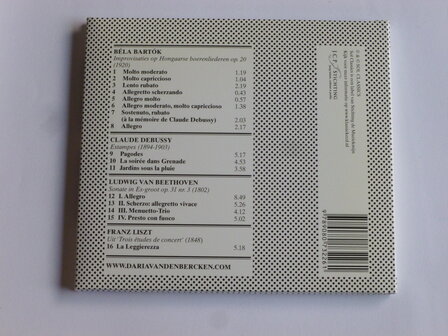 BÉLA BARTÓK
Improvisaties op Hongaarse boerenliederen op. 20
(1920)
1 Molto moderato 1.19
2 Molto capriccioso 1.04
3 Lento rubato 2.19
4 Allegretto scherzando 0.43
5 Allegro molto 0.57
6 Allegro moderato, molto capriccioso 1.38
7 Sostenuto, rubato
(à la mémoire de Claude Debussy) 2.03
8 Allegro 2.17
CLAUDE DEBUSSY
Estampes (1894-1903)
9 Pagodes 5.17
10 La soirée dans Grenade 4.53
11 Jardins sous la pluie 3.58
LUDWIG VAN BEETHOVEN
Sonate in Es-groot op. 31 nr. 3 (1802)
12 I. Allegro 8.49
13 II. Scherzo: allegretto vivace 5.26
14 III. Menuetto-Trio 4.12
15 IV. Presto con fuoco 5.02
FRANZ LISZT
Uit 'Trois études de concert' (1848)
16 La Leggierezza 5.18
WWW.DARIAVANDENBERCKEN.COM
J.C.P. STICHTING